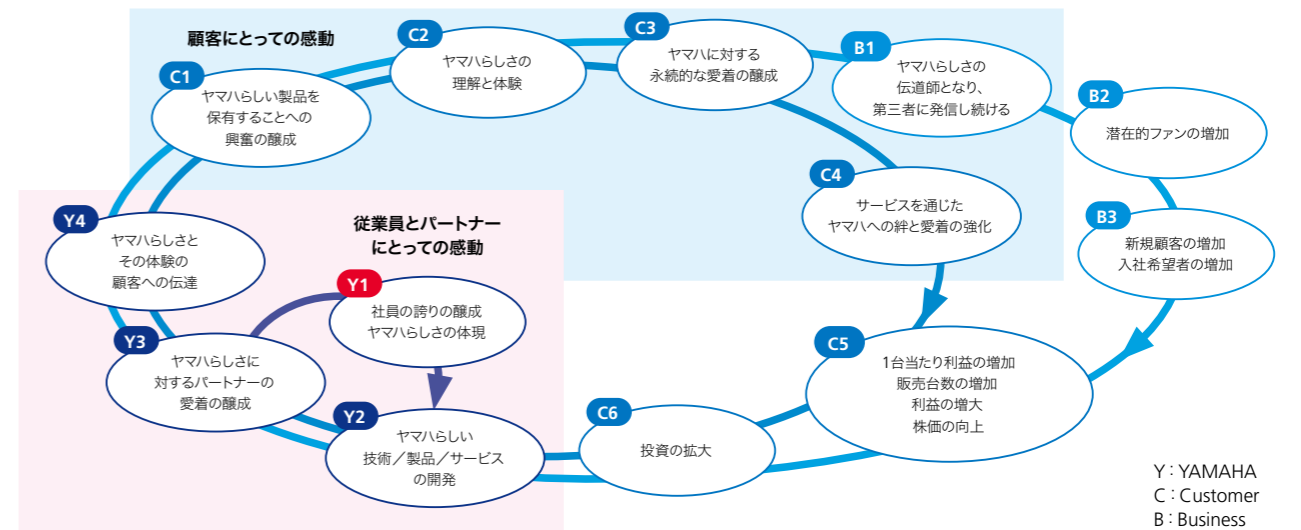 顧客にとっての感動
C1
ヤマハらしい製品を
保有することへの
興奮の醸成
C2
ヤマハらしさの
理解と体験
C3
ヤマハに対する
永続的な愛着の醸成
B1
ヤマハらしさの
伝道師となり、
第三者に発信し続ける
B2
潜在的ファンの増加
B3
新規顧客の増加
入社希望者の増加
C4
サービスを通じた
ヤマハへの絆と愛着の強化
従業員とパートナー
にとっての感動
Y4
ヤマハらしさと
その体験の
顧客への伝達
Y1
社員の誇りの醸成
ヤマハらしさの体現
Y3
ヤマハらしさに
対するパートナーの
愛着の醸成
Y2
ヤマハらしい
技術／製品／サービス
の開発
C6
投資の拡大
C5
1台当たり利益の増加
販売台数の増加
利益の増大
株価の向上
Y：YAMAHA
C：Customer
B：Business